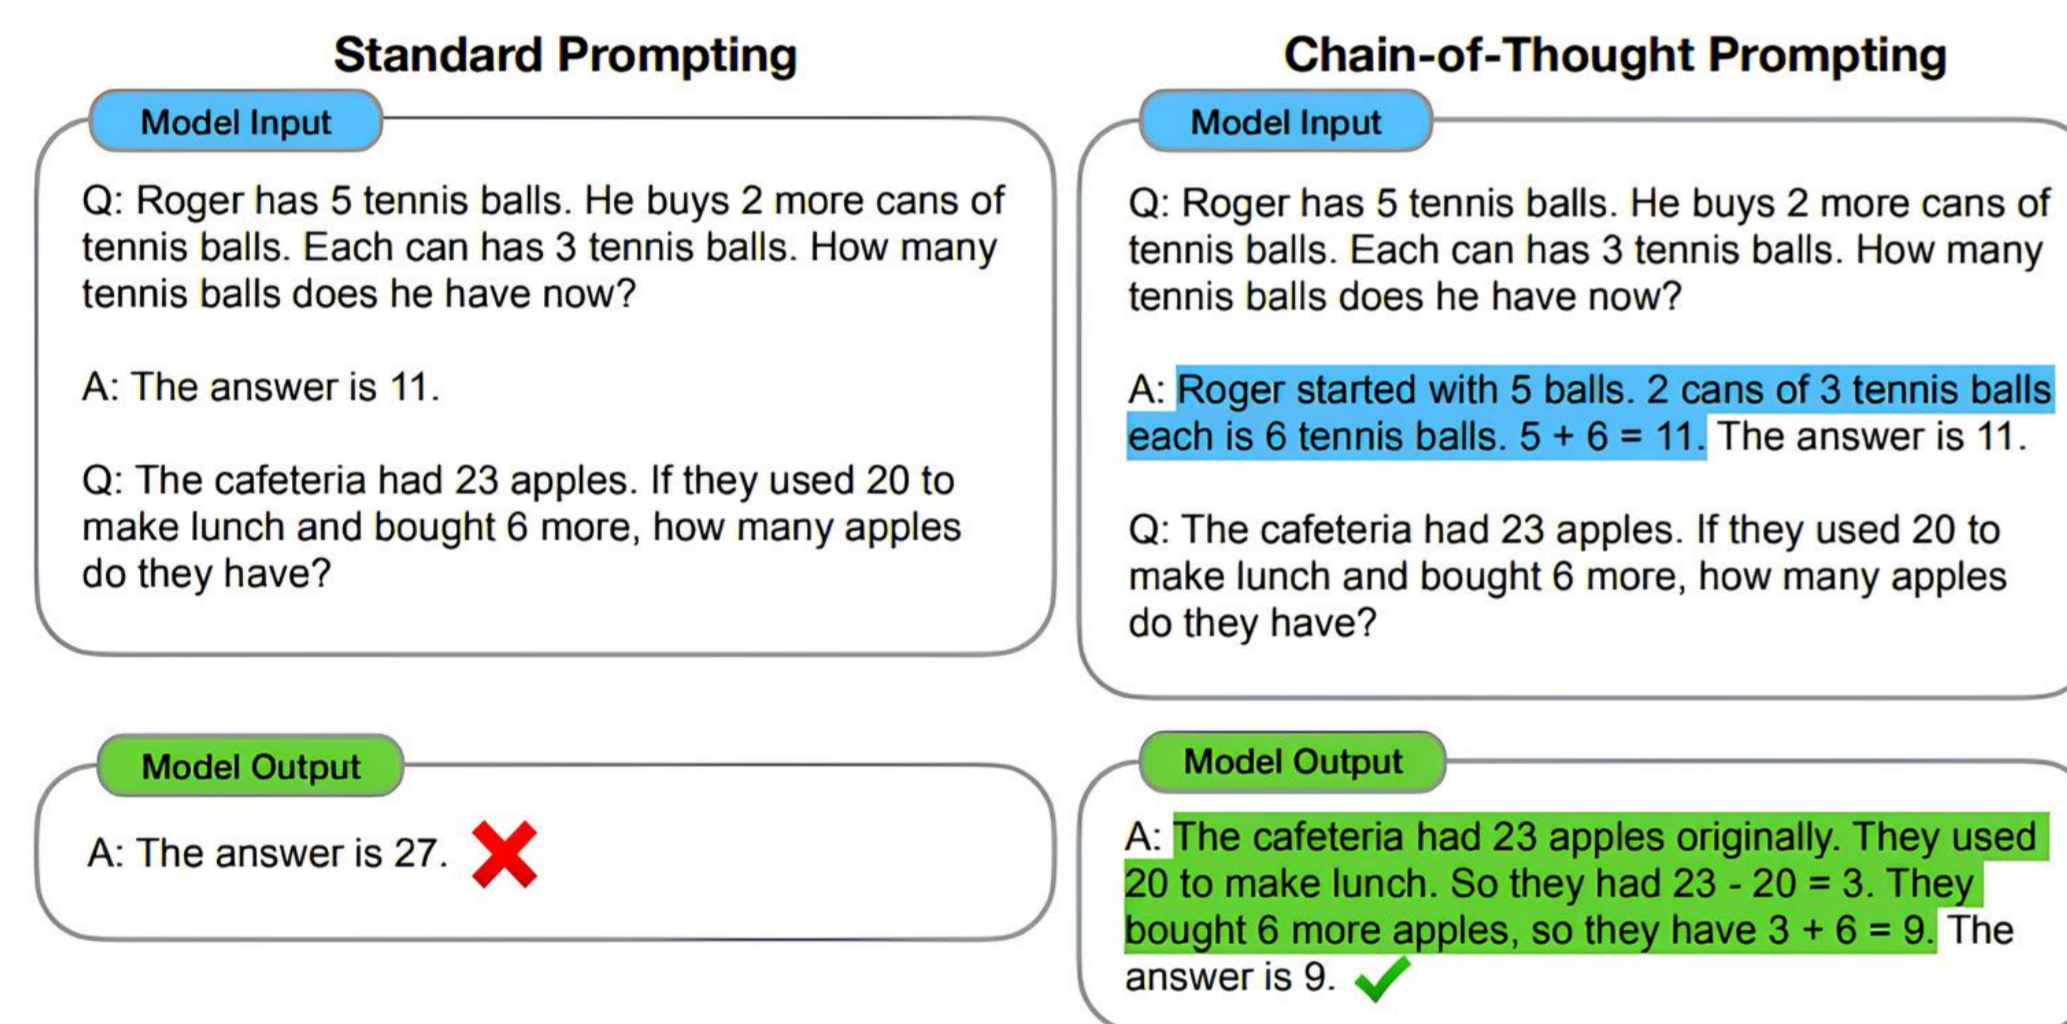 Standard Prompting
Model Input
Q: Roger has 5 tennis balls. He buys 2 more cans of
tennis balls. Each can has 3 tennis balls. How many
tennis balls does he have now?
A: The answer is 11.
Q: The cafeteria had 23 apples. If they used 20 to
make lunch and bought 6 more, how many apples
do they have?
Model Output
A: The answer is 27.
Chain-of-Thought Prompting
Model Input
Q: Roger has 5 tennis balls. He buys 2 more cans of
tennis balls. Each can has 3 tennis balls. How many
tennis balls does he have now?
A: Roger started with 5 balls. 2 cans of 3 tennis balls
each is 6 tennis balls. 5 + 6 = 11. The answer is 11.
Q: The cafeteria had 23 apples. If they used 20 to
make lunch and bought 6 more, how many apples
do they have?
Model Output
A: The cafeteria had 23 apples originally. They used
20 to make lunch. So they had 23 - 20 = 3. They
bought 6 more apples, so they have 3 + 6 = 9. The
answer is 9.